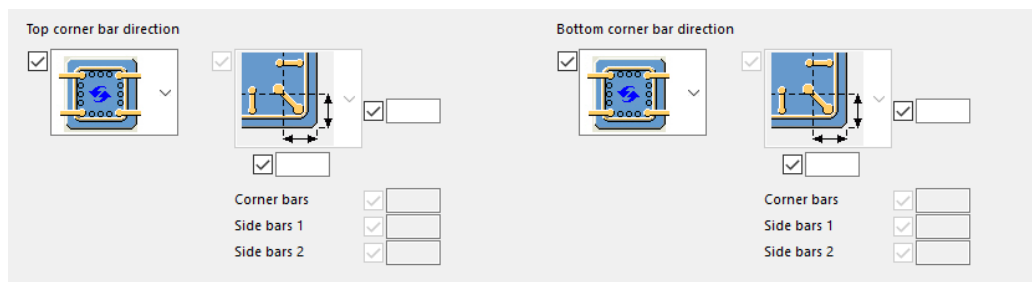 Top corner bar direction
Bottom corner bar direction
Corner bars
Side bars 1
Side bars 2
Corner bars
Side bars 1
Side bars 2